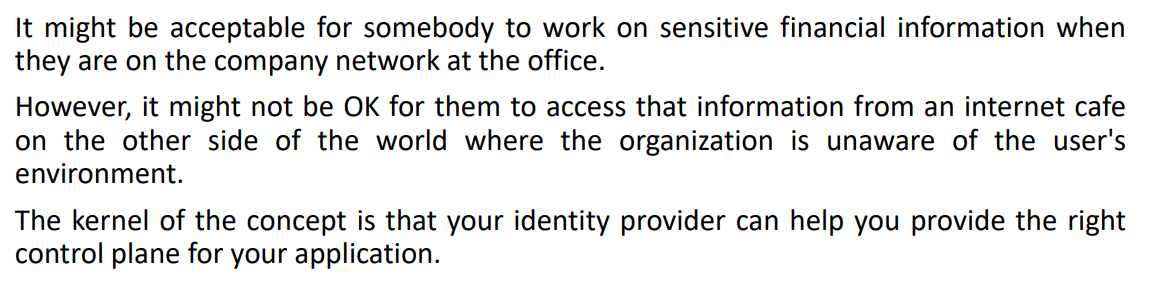 It might be acceptable for somebody to work on sensitive financial information when
they are on the company network at the office.
However, it might not be OK for them to access that information from an internet cafe
on the other side of the world where the organization is unaware of the user's
environment.
The kernel of the concept is that your identity provider can help you provide the right
control plane for your application.